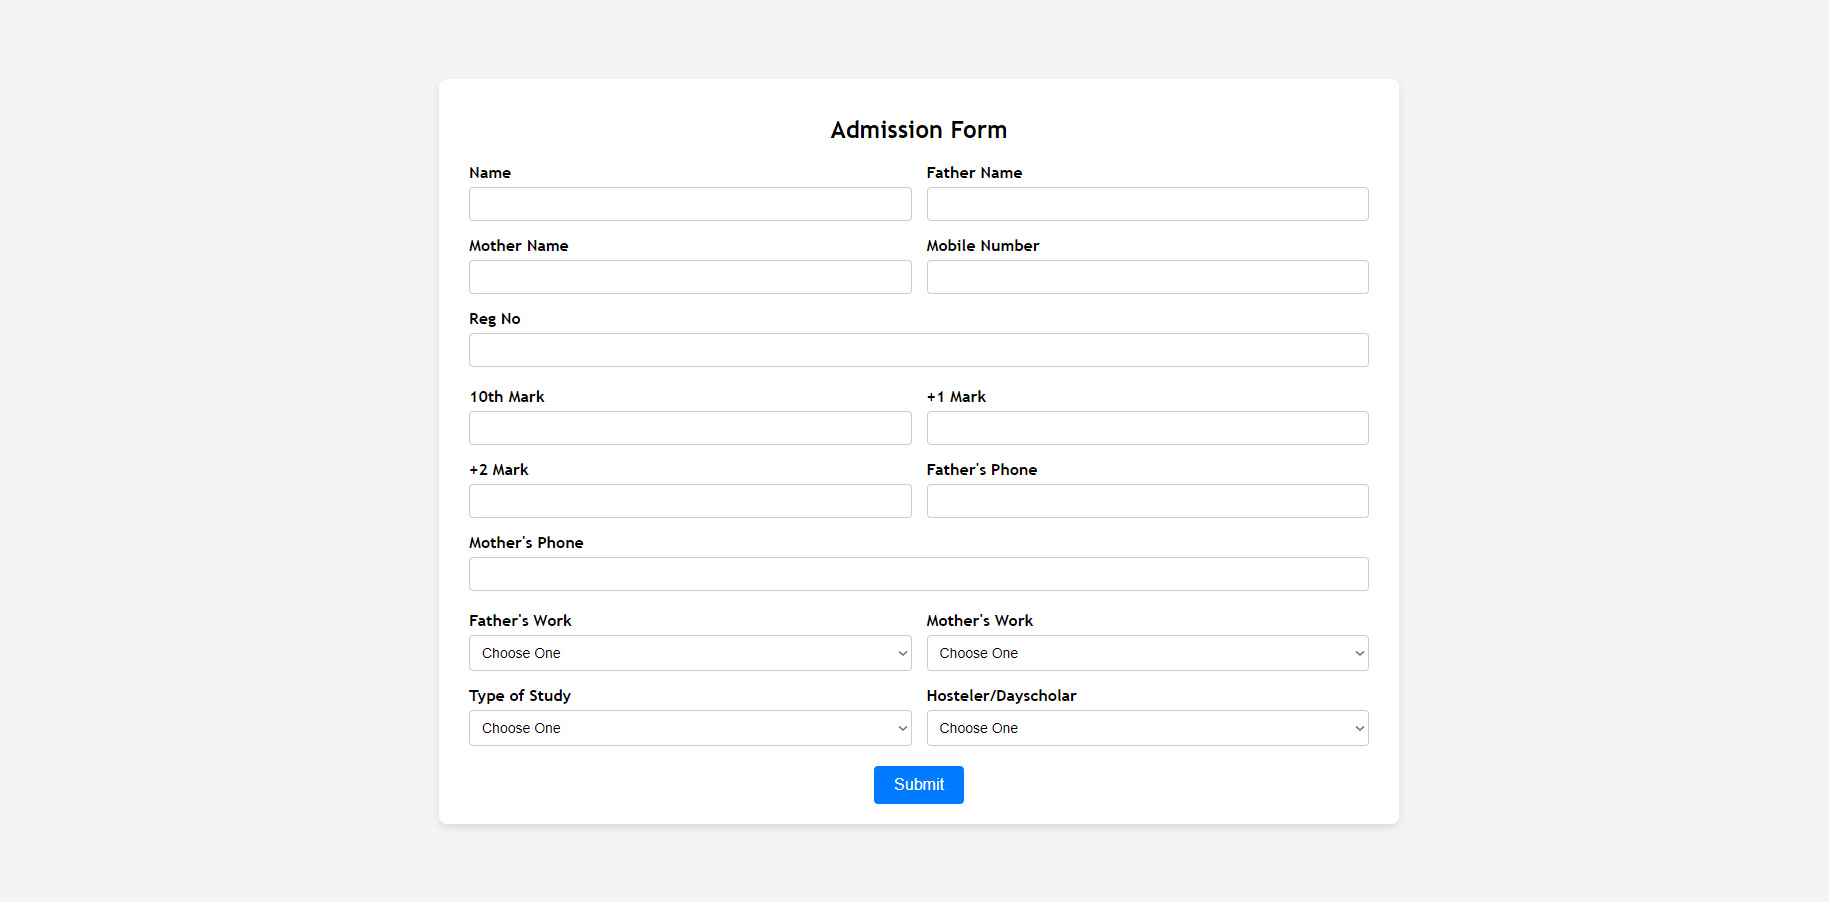 Admission Form
Name
Father Name
Mother Name
Mobile Number
Reg No
10th Mark
+1 Mark
+2 Mark
Father's Phone
Mother's Phone
Father's Work
Mother's Work
Choose One
Choose One
Type of Study
Hosteler/Dayscholar
Choose One
Choose One
Submit